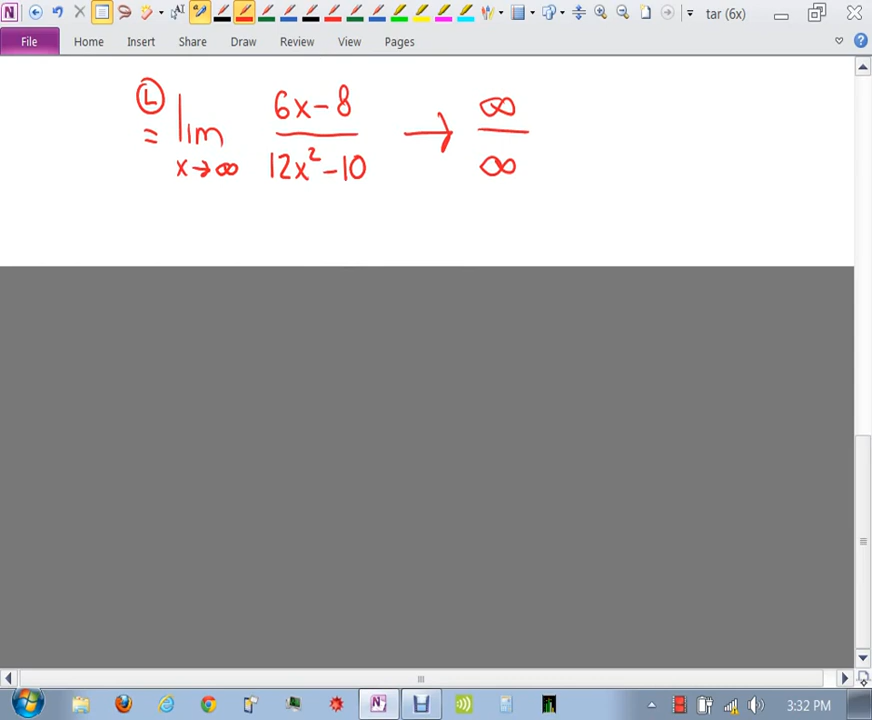 tar (6x)
File Home Insert Share Draw Review View Pages
Ⓛ
= lim 6x-8 / 12x²-10 → ∞ / ∞
x→∞
3:32 PM